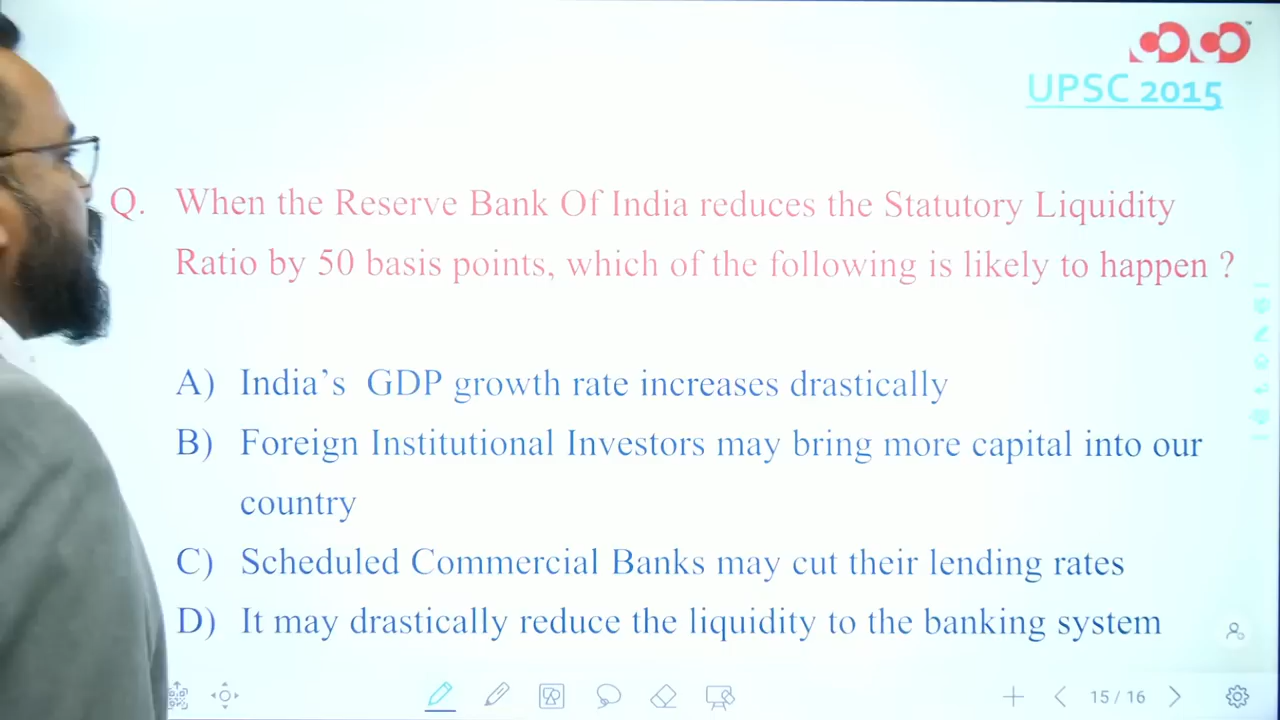 UPSC 2015
Q. When the Reserve Bank Of India reduces the Statutory Liquidity
Ratio by 50 basis points, which of the following is likely to happen ?
A) India’s GDP growth rate increases drastically
B) Foreign Institutional Investors may bring more capital into our
country
C) Scheduled Commercial Banks may cut their lending rates
D) It may drastically reduce the liquidity to the banking system
15 / 16